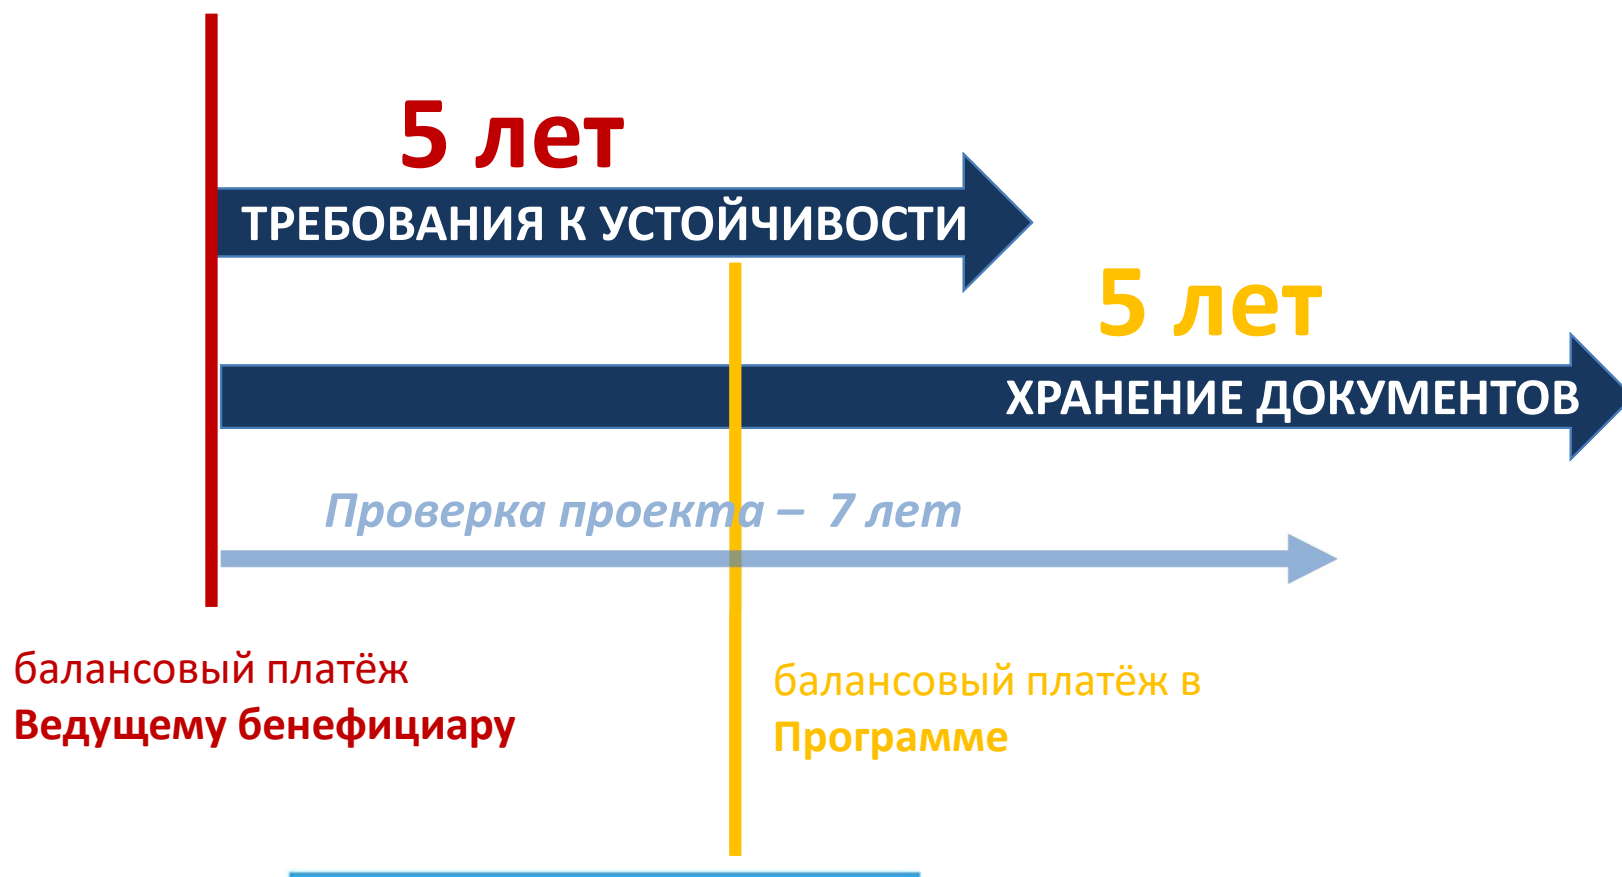 5 лет
ТРЕБОВАНИЯ К УСТОЙЧИВОСТИ
5 лет
ХРАНЕНИЕ ДОКУМЕНТОВ
Проверка проекта – 7 лет
балансовый платёж
Ведущему бенефициару
балансовый платёж в
Программе